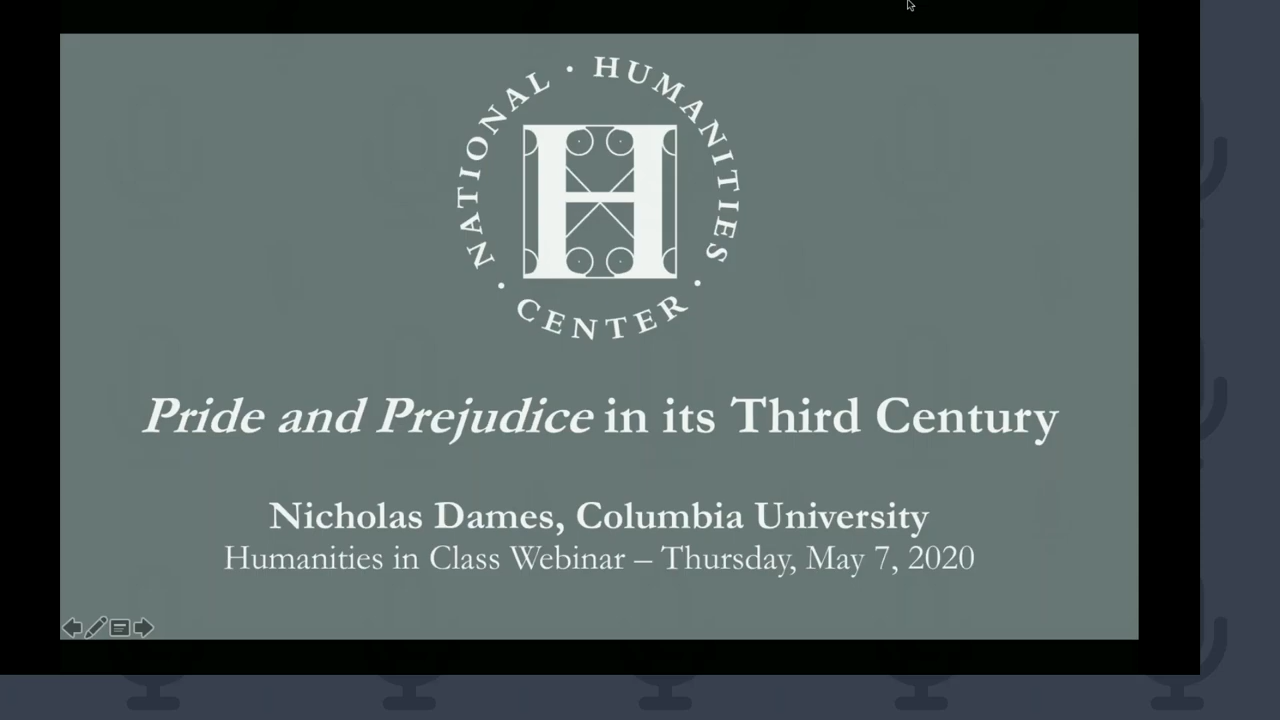 NATIONAL · HUMANITIES · CENTER ·
H
Pride and Prejudice in its Third Century
Nicholas Dames, Columbia University
Humanities in Class Webinar – Thursday, May 7, 2020